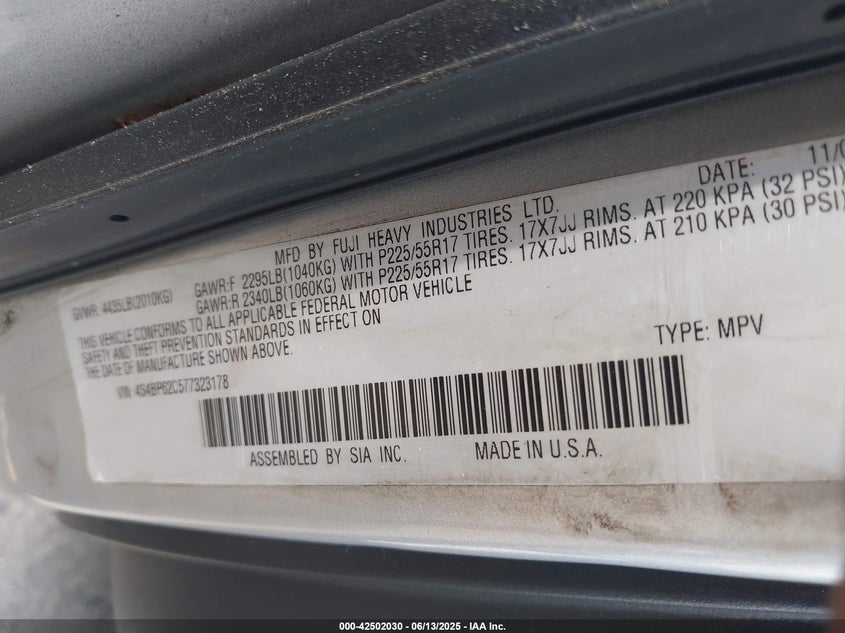 MFD BY FUJI HEAVY INDUSTRIES LTD. DATE: 11/0
GVWR: 4435LB(2010KG) GAWR:F 2295LB(1040KG) WITH P225/55R17 TIRES. 17X7JJ RIMS. AT 220 KPA (32 PSI)
GAWR:R 2340LB(1060KG) WITH P225/55R17 TIRES. 17X7JJ RIMS. AT 210 KPA (30 PSI)
THIS VEHICLE CONFORMS TO ALL APPLICABLE FEDERAL MOTOR VEHICLE
SAFETY AND THEFT PREVENTION STANDARDS IN EFFECT ON
THE DATE OF MANUFACTURE SHOWN ABOVE.
VIN: 4S4BP62C577323178 TYPE: MPV
ASSEMBLED BY SIA INC. MADE IN U.S.A.
000-42502030 - 06/13/2025 - IAA Inc.